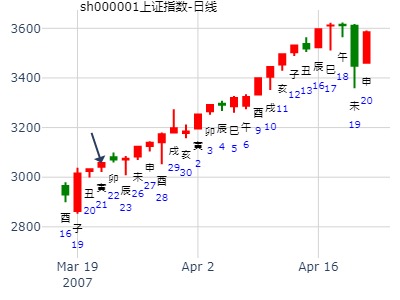 sh000001上证指数-日线
3600
3400
3200
3000
2800
酉
16
子
19
丑
20
寅
21
卯
22
辰
23
未
26
巳
27
酉
28
戌
29
亥
30
寅
2
卯
3
辰
4
巳
5
午
6
酉
9
戌
10
亥
11
子
12
丑
13
辰
16
巳
17
午
18
未
19
申
20
Mar 19
2007
Apr 2
Apr 16